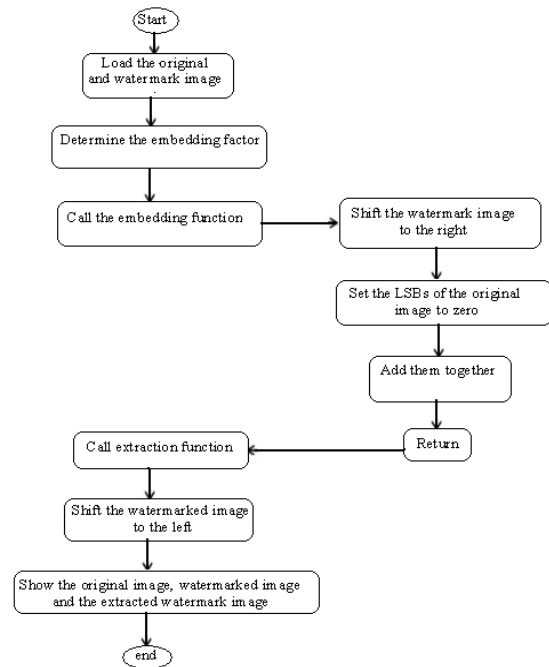 Start
Load the original
and watermark image
.
Determine the embedding factor
Call the embedding function
Shift the watermark image
to the right
Set the LSBs of the original
image to zero
Add them together
Return
Call extraction function
Shift the watermarked image
to the left
Show the original image, watermarked image
and the extracted watermark image
end